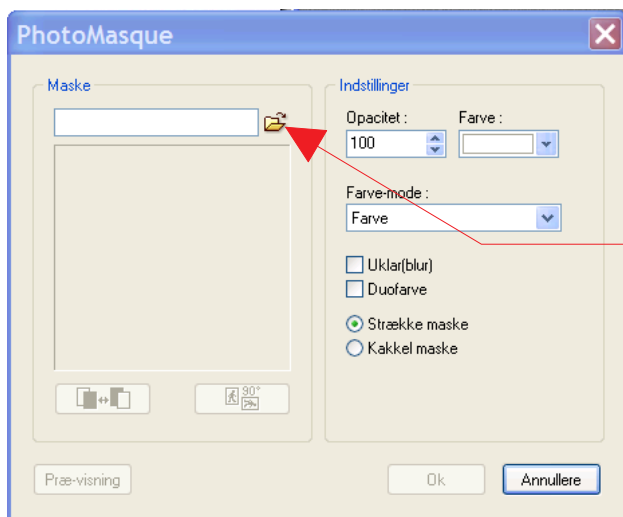 PhotoMasque
Maske
Indstillinger
Opacitet :
Farve :
100
Farve-mode :
Farve
Uklar(blur)
Duofarve
Strække maske
Kakkel maske
90°
Præ-visning
Ok
Annullere